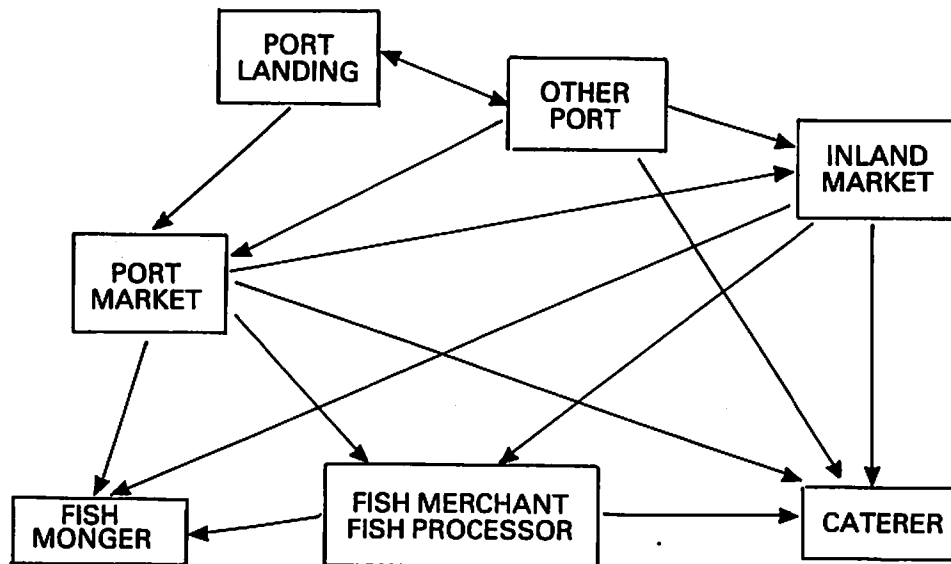 PORT
LANDING
OTHER
PORT
INLAND
MARKET
PORT
MARKET
FISH
MONGER
FISH MERCHANT
FISH PROCESSOR
CATERER